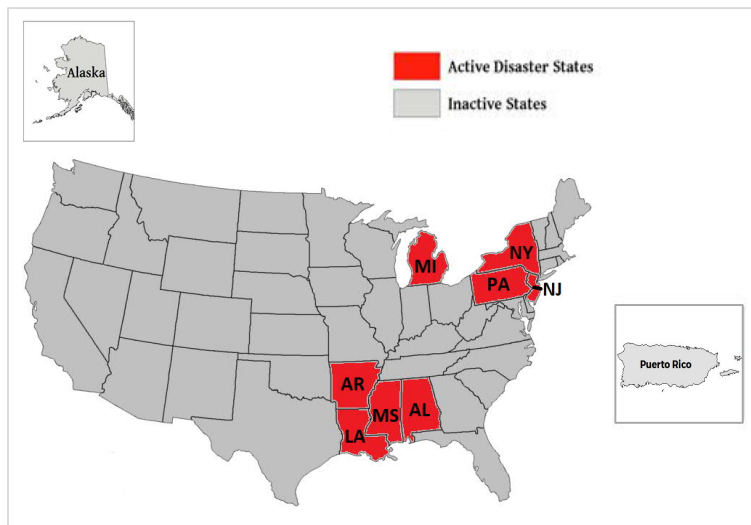 Alaska
Active Disaster States
Inactive States
MI
NY
PA
NJ
AR
MS
AL
LA
Puerto Rico